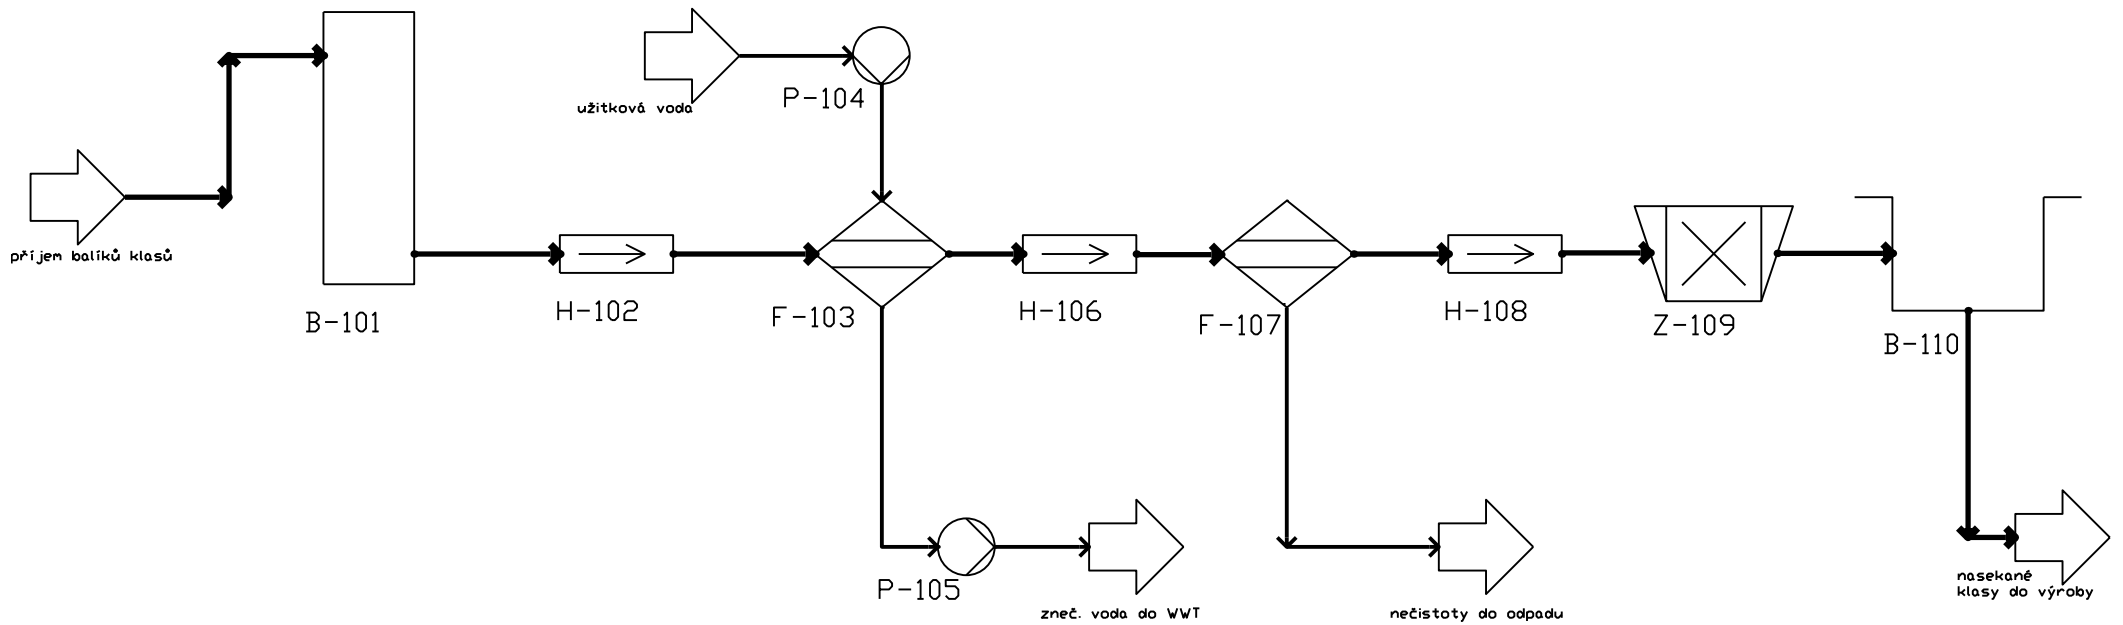 užitková voda
P-104
příjem balíků klasů
B-101
H-102
F-103
H-106
F-107
H-108
Z-109
B-110
P-105
zneč. voda do WWT
nečistoty do odpadu
nasekané
klasy do výroby